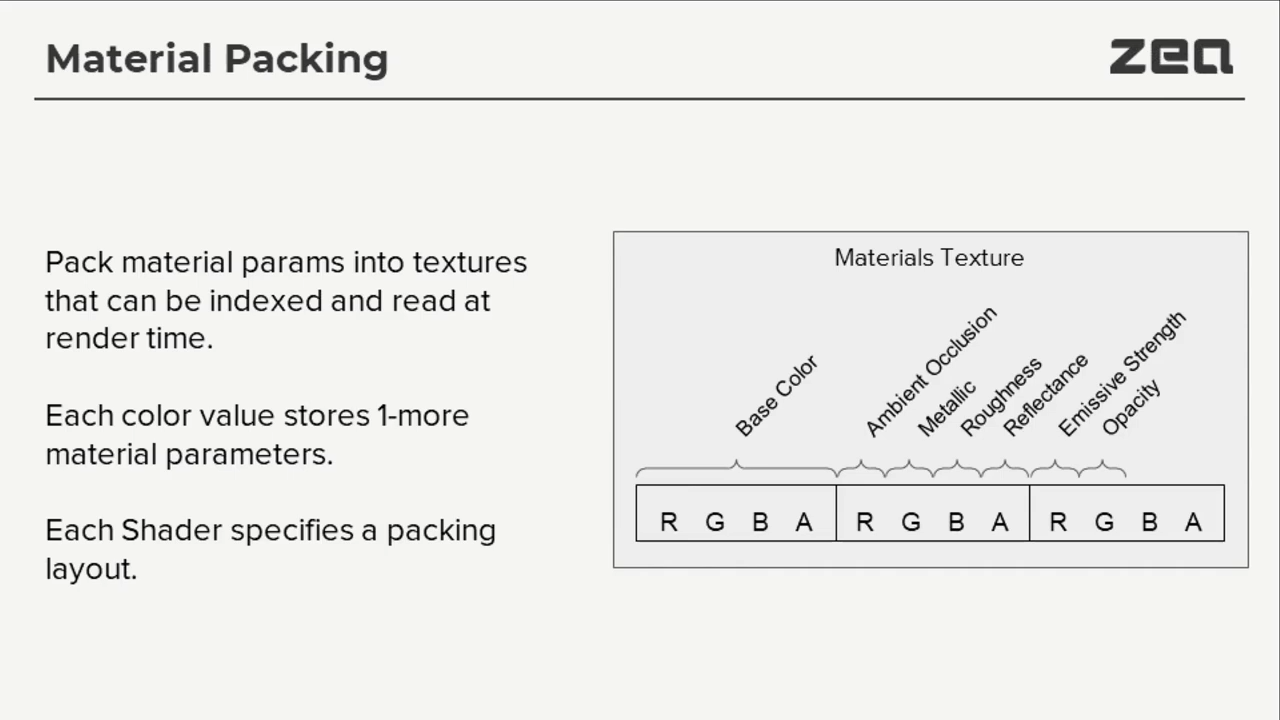 Material Packing
zea
Pack material params into textures
that can be indexed and read at
render time.
Each color value stores 1-more
material parameters.
Each Shader specifies a packing
layout.
Materials Texture
Base Color
Ambient Occlusion
Metallic
Roughness
Reflectance
Emissive Strength
Opacity
R G B A R G B A R G B A